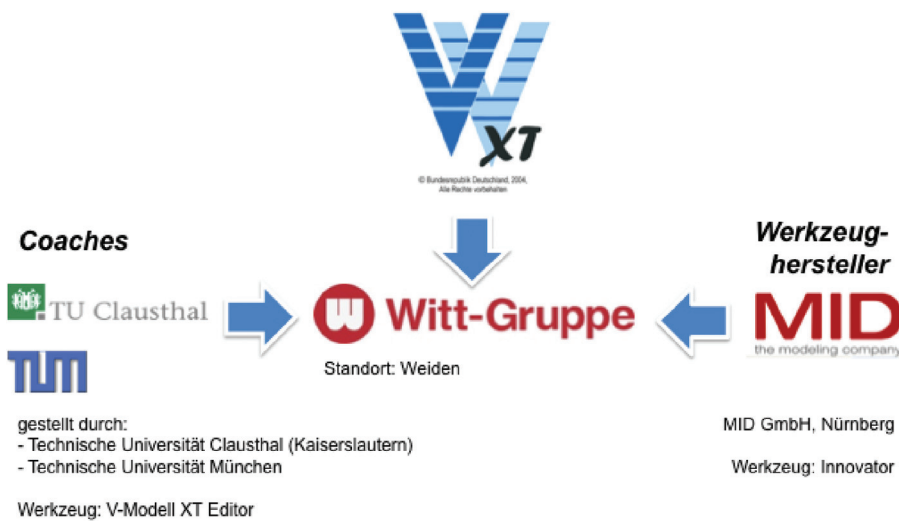 XT
© Bundesrepublik Deutschland, 2004,
Alle Rechte vorbehalten
Coaches
Werkzeug-
hersteller
TU Clausthal
Witt-Gruppe
MID
the modeling company
TUM
Standort: Weiden
gestellt durch:
- Technische Universität Clausthal (Kaiserslautern)
- Technische Universität München
Werkzeug: V-Modell XT Editor
MID GmbH, Nürnberg
Werkzeug: Innovator